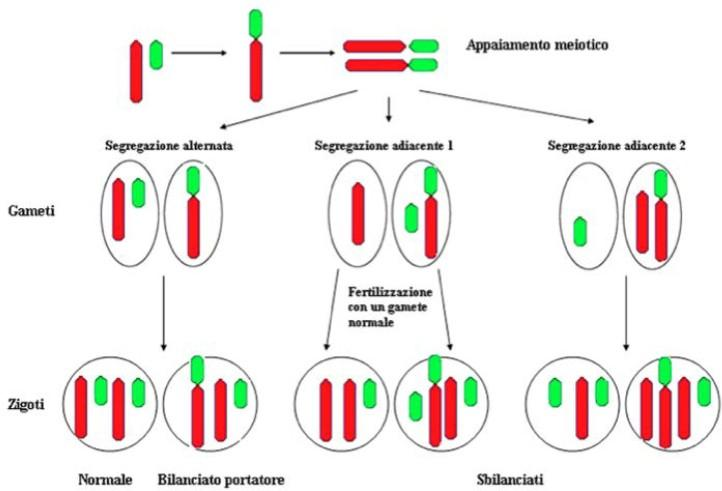 Appaiamento meiotico
Segregazione alternata
Segregazione adiacente 1
Segregazione adiacente 2
Gameti
Fertilizzazione
con un gamete
normale
Zigoti
Normale
Bilanciato portatore
Sbilanciati